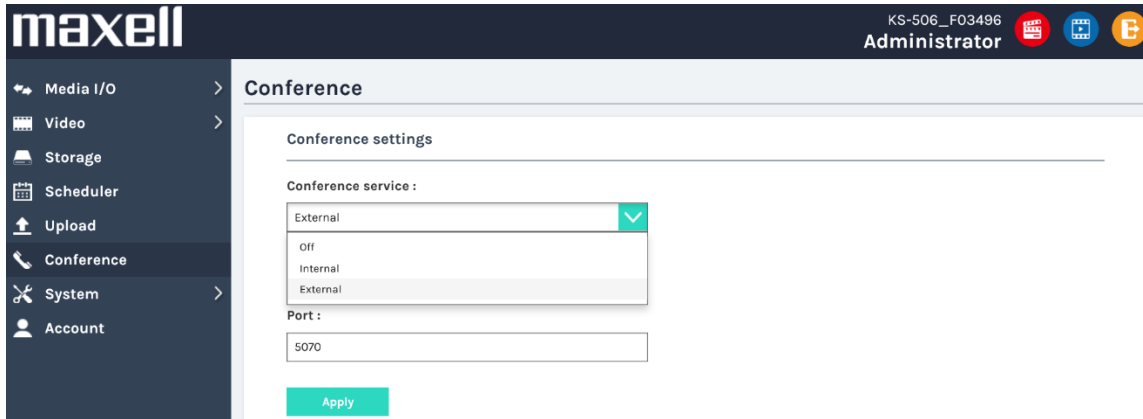 maxell
KS-506_F03496
Administrator
Media I/O
Video
Storage
Scheduler
Upload
Conference
System
Account
Conference
Conference settings
Conference service :
External
Off
Internal
External
Port :
5070
Apply